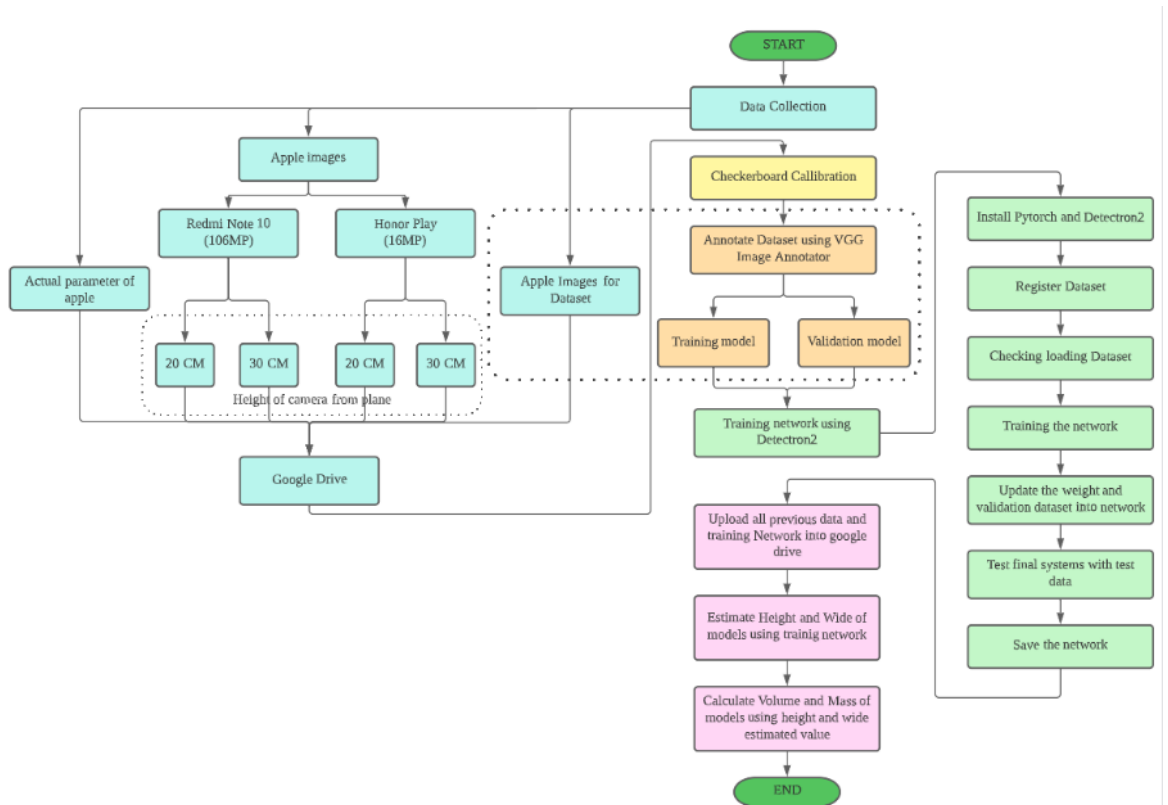 START
Data Collection
Apple images
Redmi Note 10
(106MP)
Honor Play
(16MP)
Actual parameter of
apple
Apple Images for
Dataset
20 CM
30 CM
20 CM
30 CM
Height of camera from plane
Google Drive
Checkerboard Callibration
Annotate Dataset using VGG
Image Annotator
Training model
Validation model
Training network using
Detectron2
Install Pytorch and Detectron2
Register Dataset
Checking loading Dataset
Training the network
Update the weight and
validation dataset into network
Test final systems with test
data
Save the network
Upload all previous data and
training Network into google
drive
Estimate Height and Wide of
models using trainig network
Calculate Volume and Mass of
models using height and wide
estimated value
END